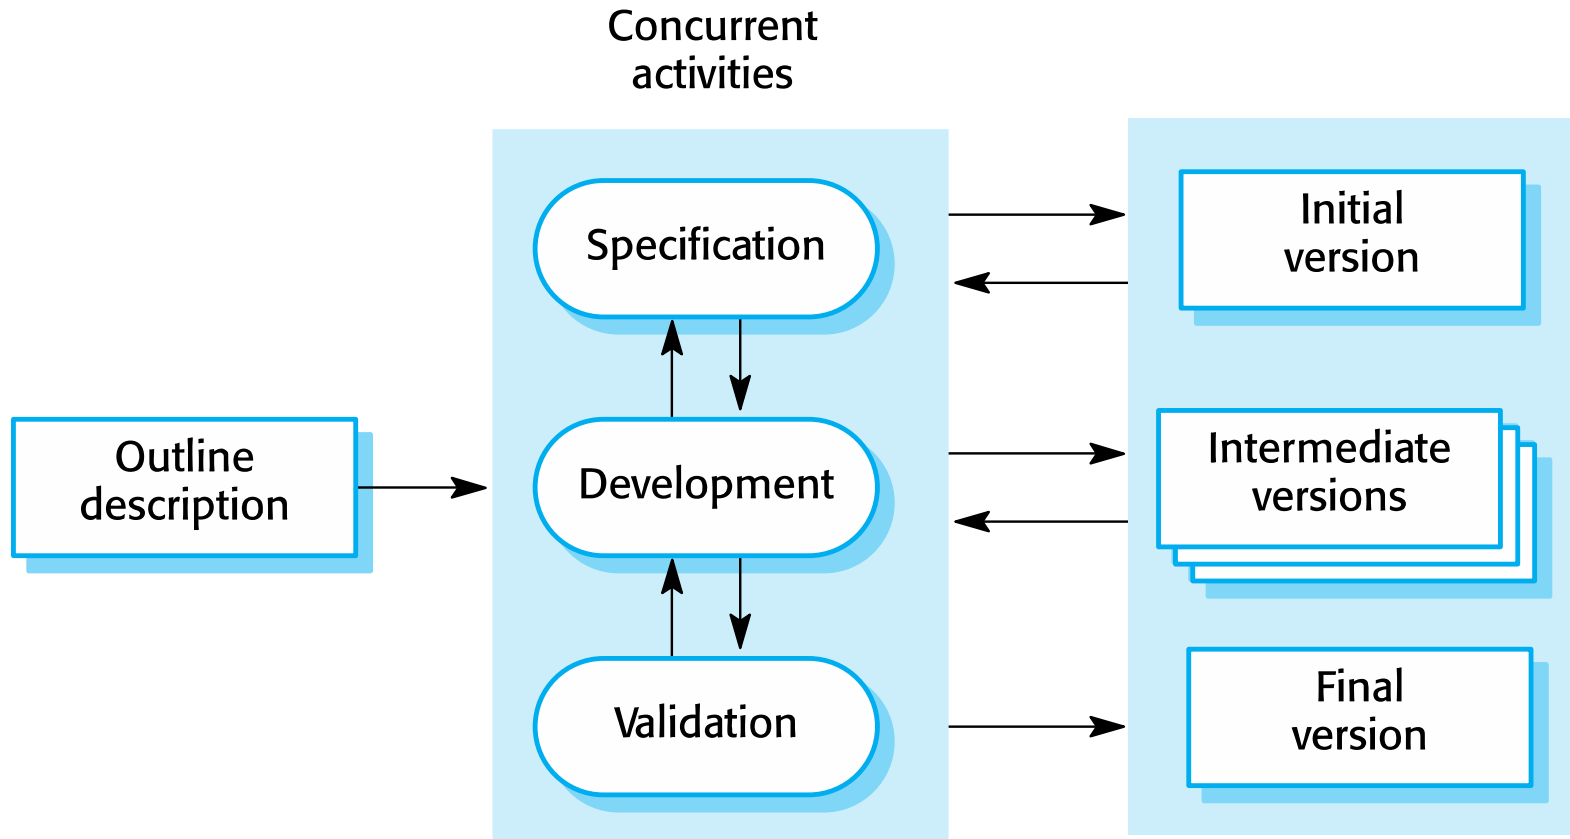 Concurrent
activities
Outline
description
Specification
Development
Validation
Initial
version
Intermediate
versions
Final
version